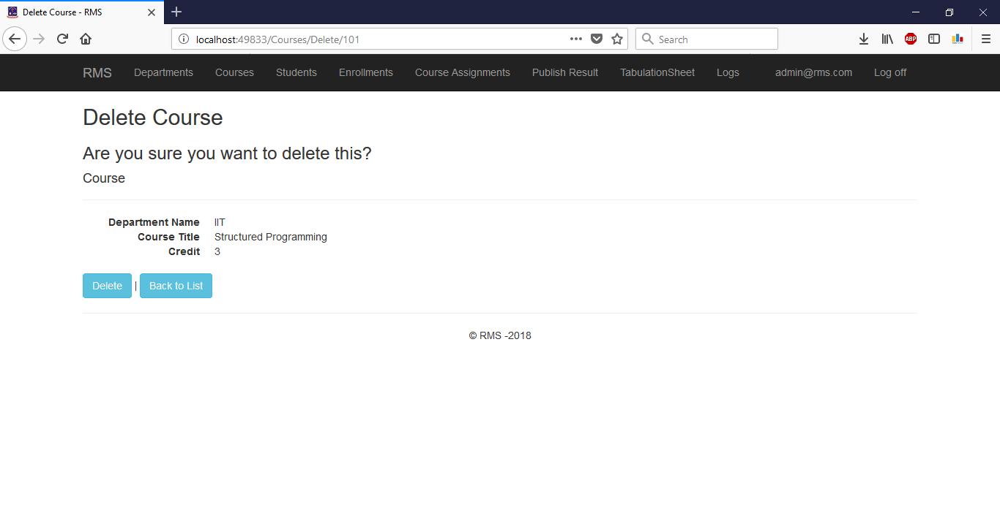 Delete Course - RMS
localhost:49833/Courses/Delete/101
Search
ABP
RMS Departments Courses Students Enrollments Course Assignments Publish Result TabulationSheet Logs admin@rms.com Log off
Delete Course
Are you sure you want to delete this?
Course
Department Name IIT
Course Title Structured Programming
Credit 3
Delete | Back to List
© RMS -2018